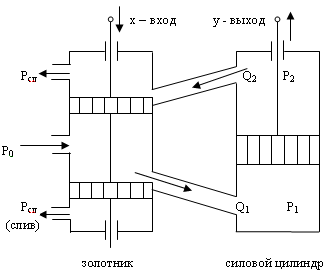 x – вход
y - выход
Pсл
Q2
P2
P0
Pсл
(слив)
Q1
P1
золотник
силовой цилиндр